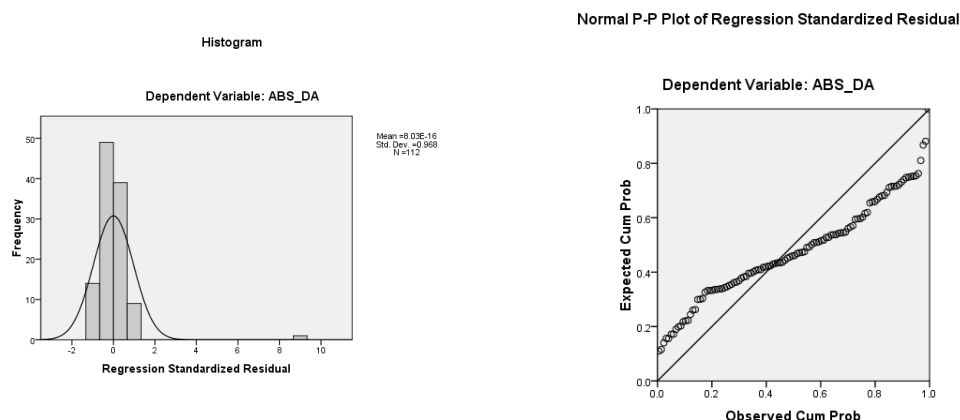 Histogram
Dependent Variable: ABS_DA
Mean =8.03E-16
Std. Dev. =0.968
N =112
Frequency
50
40
30
20
10
0
-2 0 2 4 6 8 10
Regression Standardized Residual
Normal P-P Plot of Regression Standardized Residual
Dependent Variable: ABS_DA
Expected Cum Prob
1.0
0.8
0.6
0.4
0.2
0.0
0.0 0.2 0.4 0.6 0.8 1.0
Observed Cum Prob